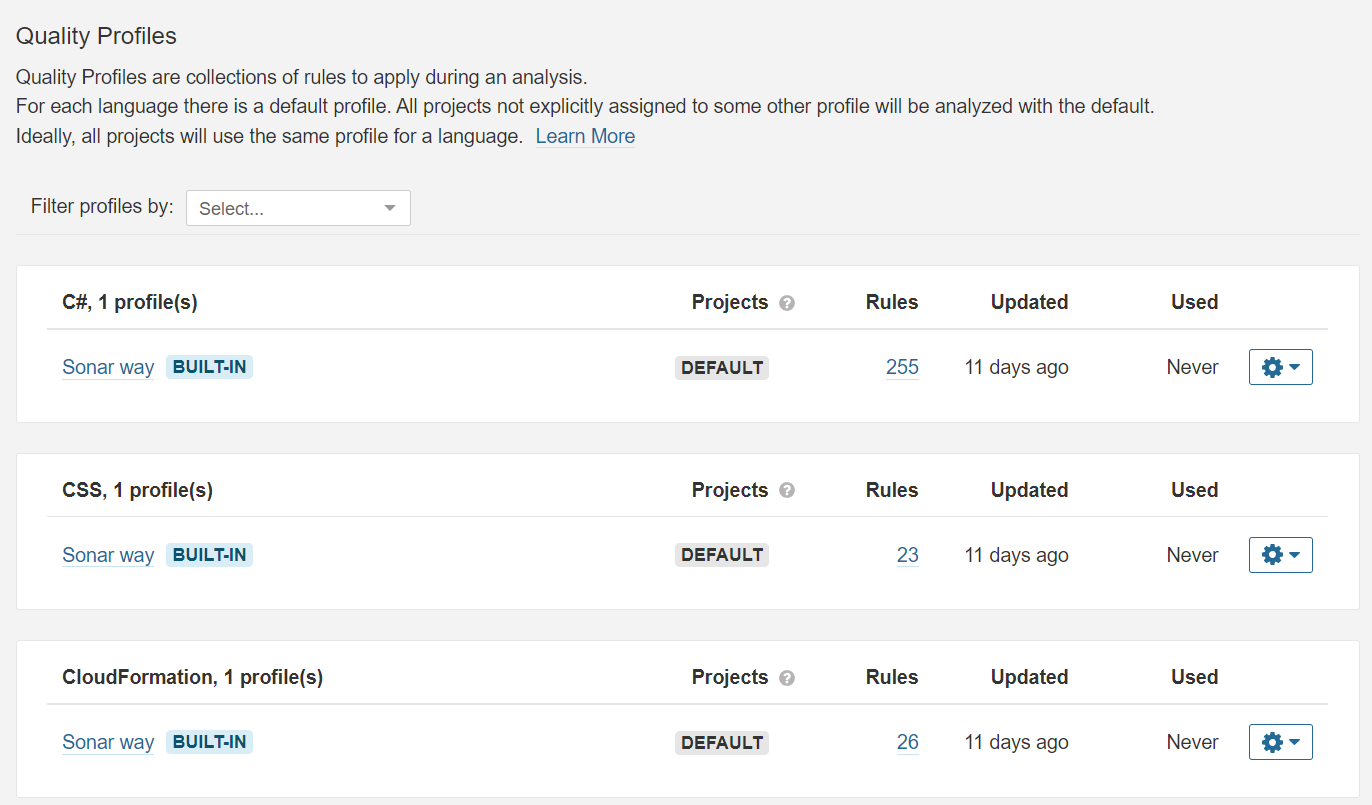 Quality Profiles
Quality Profiles are collections of rules to apply during an analysis.
For each language there is a default profile. All projects not explicitly assigned to some other profile will be analyzed with the default.
Ideally, all projects will use the same profile for a language. Learn More
Filter profiles by: Select...
C#, 1 profile(s) Projects ? Rules Updated Used
Sonar way BUILT-IN DEFAULT 255 11 days ago Never
CSS, 1 profile(s) Projects ? Rules Updated Used
Sonar way BUILT-IN DEFAULT 23 11 days ago Never
CloudFormation, 1 profile(s) Projects ? Rules Updated Used
Sonar way BUILT-IN DEFAULT 26 11 days ago Never